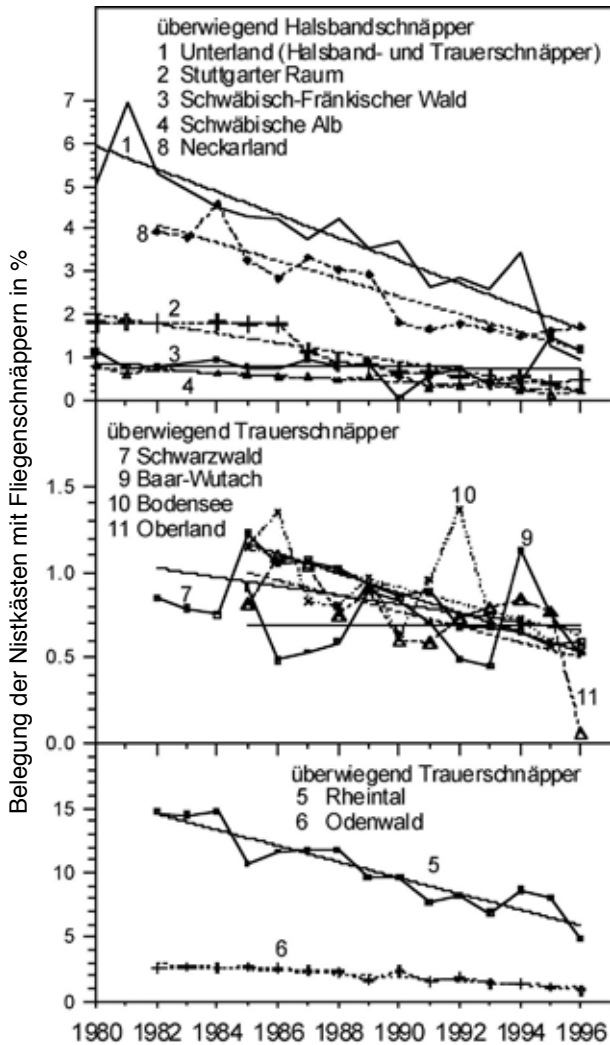 Belegung der Nistkästen mit Fliegenschnäppern in %
überwiegend Halsbandschnäpper
1 Unterland (Halsband- und Trauerschnäpper)
2 Stuttgarter Raum
3 Schwäbisch-Fränkischer Wald
4 Schwäbische Alb
8 Neckarland
7
6
5
4
3
2
1
0
1
8
2
3
4
überwiegend Trauerschnäpper
7 Schwarzwald
9 Baar-Wutach
10 Bodensee
11 Oberland
1.5
1.0
0.5
0.0
10
9
7
11
überwiegend Trauerschnäpper
5 Rheintal
6 Odenwald
15
10
5
0
5
6
1980 1982 1984 1986 1988 1990 1992 1994 1996